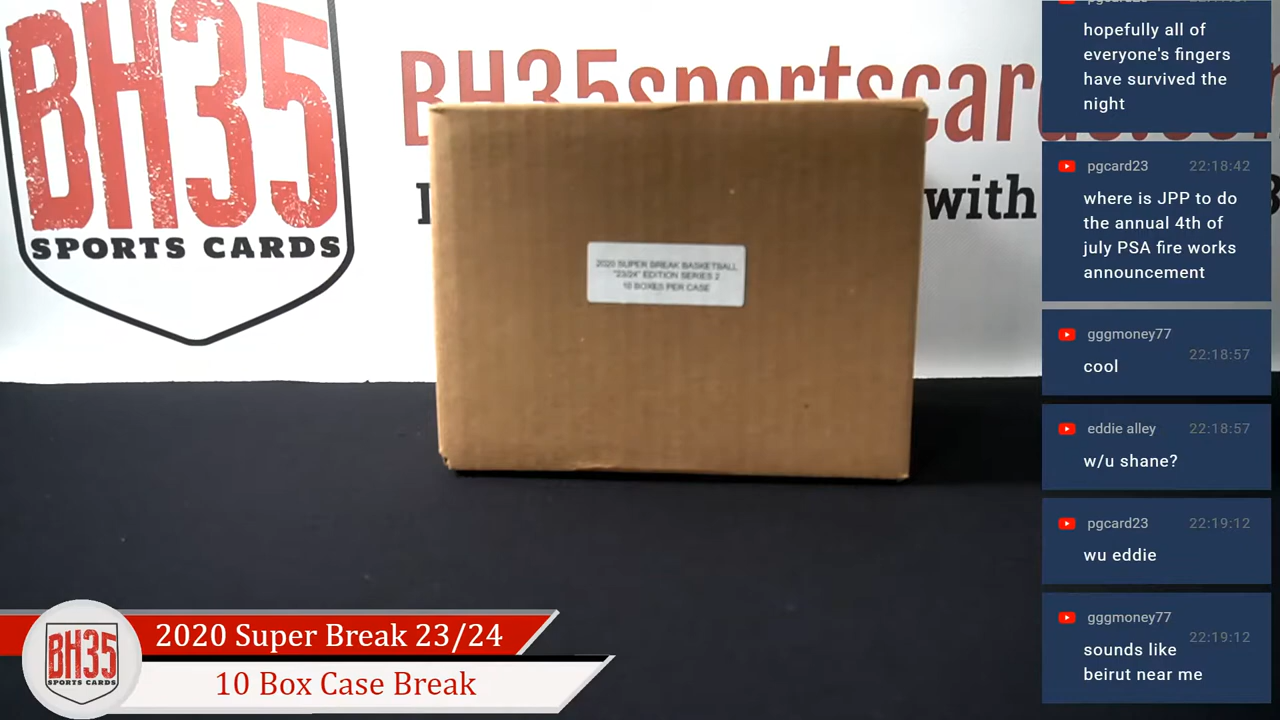 BH35
SPORTS CARDS
BH35sportscards.com
with
2020 SUPER BREAK BASKETBALL
"23/24" EDITION SERIES 2
10 BOXES PER CASE
hopefully all of
everyone's fingers
have survived the
night
pgcard23 22:18:42
where is JPP to do
the annual 4th of
july PSA fire works
announcement
gggmoney77
22:18:57
cool
eddie alley 22:18:57
w/u shane?
pgcard23 22:19:12
wu eddie
gggmoney77
22:19:12
sounds like
beirut near me
BH35
SPORTS CARDS
2020 Super Break 23/24
10 Box Case Break